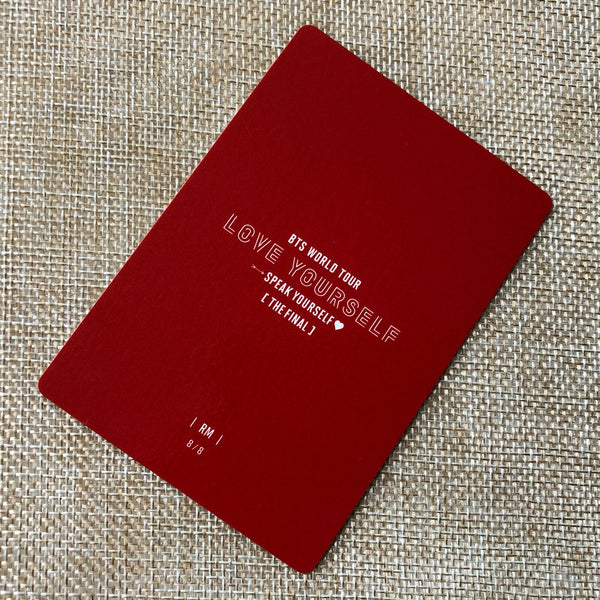 BTS WORLD TOUR
LOVE YOURSELF
SPEAK YOURSELF♥
[ THE FINAL ]
| RM |
8/8